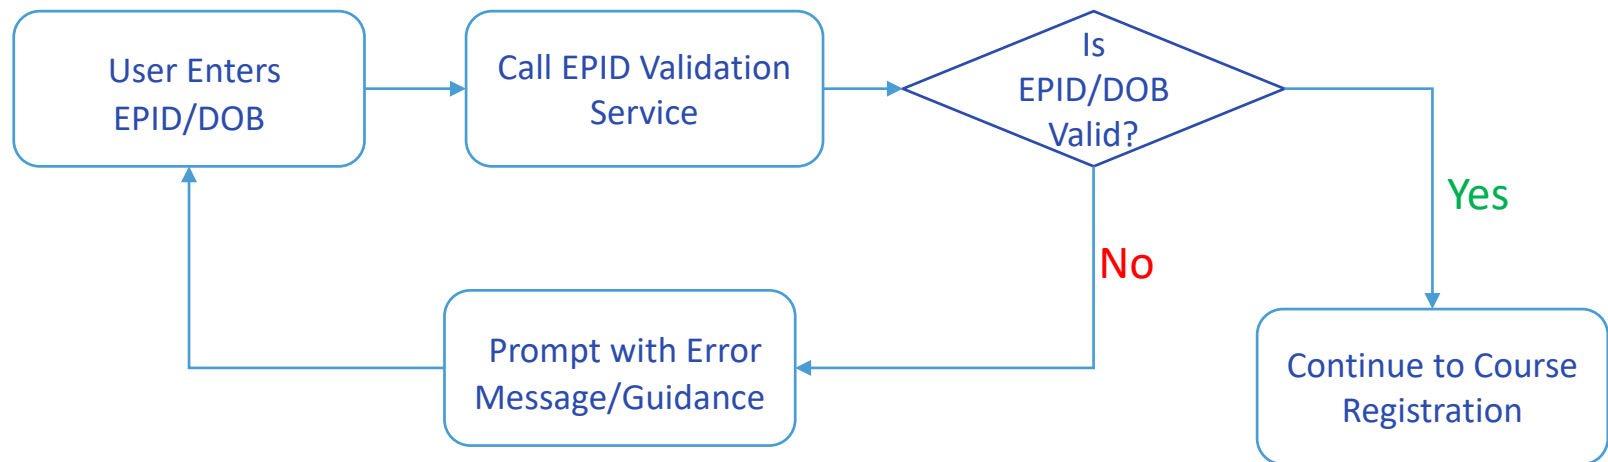 User Enters
EPID/DOB
Call EPID Validation
Service
Is
EPID/DOB
Valid?
Yes
No
Prompt with Error
Message/Guidance
Continue to Course
Registration